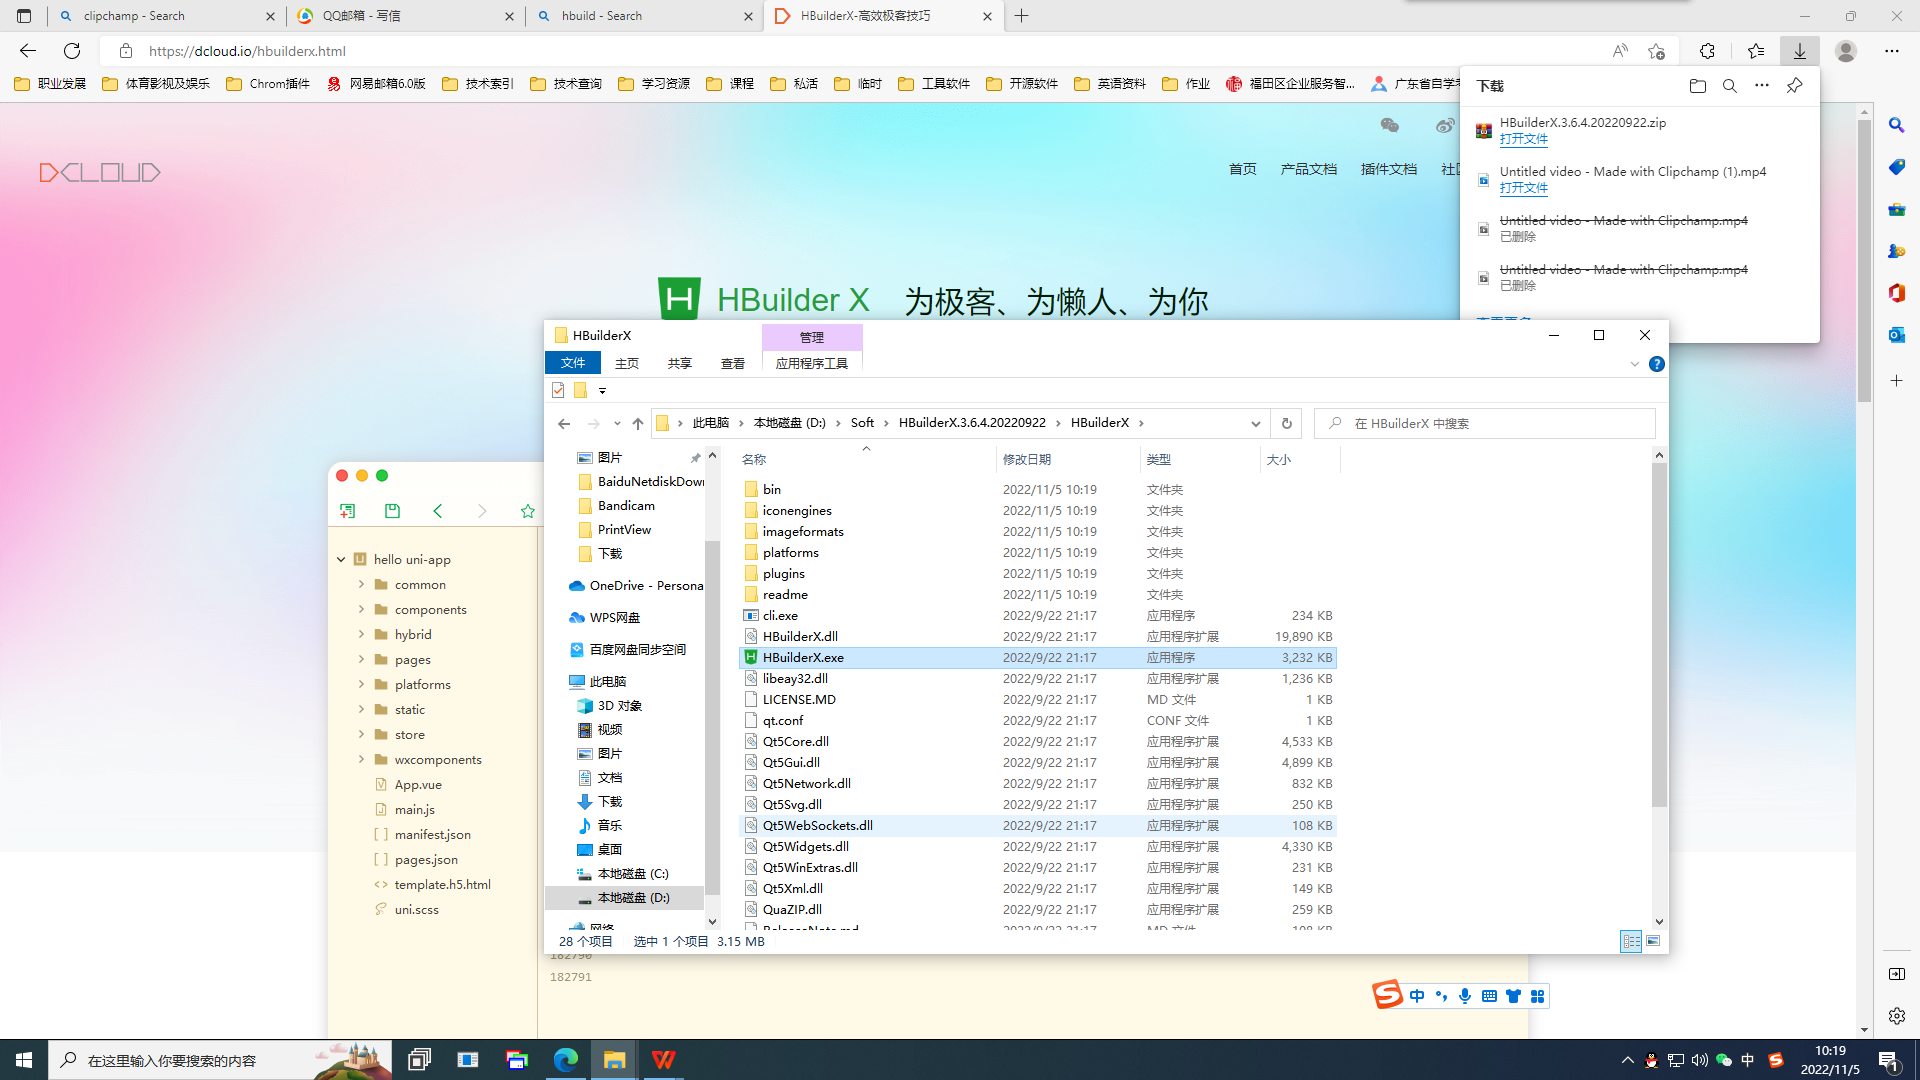 clipchamp - Search
QQ邮箱 - 写信
hbuild - Search
HBuilderX-高效极客技巧
https://dcloud.io/hbuilderx.html
职业发展
体育影视及娱乐
Chrom插件
网易邮箱6.0版
技术索引
技术查询
学习资源
课程
私活
临时
工具软件
开源软件
英语资料
作业
福田区企业服务智...
广东省自学考
下载
HBuilderX.3.6.4.20220922.zip
打开文件
Untitled video - Made with Clipchamp (1).mp4
打开文件
Untitled video - Made with Clipchamp.mp4
已删除
Untitled video - Made with Clipchamp.mp4
已删除
DCLOUD
首页
产品文档
插件文档
社区
HBuilder X
为极客、为懒人、为你
HBuilderX
管理
文件
主页
共享
查看
应用程序工具
此电脑
本地磁盘 (D:)
Soft
HBuilderX.3.6.4.20220922
HBuilderX
在 HBuilderX 中搜索
图片
BaiduNetdiskDow
Bandicam
PrintView
下载
OneDrive - Persona
WPS网盘
百度网盘同步空间
此电脑
3D 对象
视频
图片
文档
下载
音乐
桌面
本地磁盘 (C:)
本地磁盘 (D:)
网络
名称 修改日期 类型 大小
bin 2022/11/5 10:19 文件夹
iconengines 2022/11/5 10:19 文件夹
imageformats 2022/11/5 10:19 文件夹
platforms 2022/11/5 10:19 文件夹
plugins 2022/11/5 10:19 文件夹
readme 2022/11/5 10:19 文件夹
cli.exe 2022/9/22 21:17 应用程序 234 KB
HBuilderX.dll 2022/9/22 21:17 应用程序扩展 19,890 KB
HBuilderX.exe 2022/9/22 21:17 应用程序 3,232 KB
libeay32.dll 2022/9/22 21:17 应用程序扩展 1,236 KB
LICENSE.MD 2022/9/22 21:17 MD 文件 1 KB
qt.conf 2022/9/22 21:17 CONF 文件 1 KB
Qt5Core.dll 2022/9/22 21:17 应用程序扩展 4,533 KB
Qt5Gui.dll 2022/9/22 21:17 应用程序扩展 4,899 KB
Qt5Network.dll 2022/9/22 21:17 应用程序扩展 832 KB
Qt5Svg.dll 2022/9/22 21:17 应用程序扩展 250 KB
Qt5WebSockets.dll 2022/9/22 21:17 应用程序扩展 108 KB
Qt5Widgets.dll 2022/9/22 21:17 应用程序扩展 4,330 KB
Qt5WinExtras.dll 2022/9/22 21:17 应用程序扩展 231 KB
Qt5Xml.dll 2022/9/22 21:17 应用程序扩展 149 KB
QuaZIP.dll 2022/9/22 21:17 应用程序扩展 259 KB
ReleaseNote.md 2022/9/22 21:17 MD 文件 108 KB
28 个项目 选中 1 个项目 3.15 MB
hello uni-app
common
components
hybrid
pages
platforms
static
store
wxcomponents
App.vue
main.js
manifest.json
pages.json
template.h5.html
uni.scss
182790
182791
中
在这里输入你要搜索的内容
中
10:19
2022/11/5
1